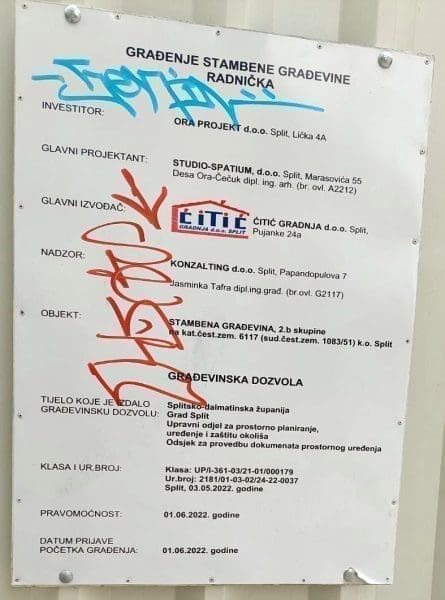 GRAĐENJE STAMBENE GRAĐEVINE
RADNIČKA
INVESTITOR:
ORA PROJEKT d.o.o. Split, Lička 4A
GLAVNI PROJEKTANT:
STUDIO-SPATIUM, d.o.o. Split, Marasovića 55
Desa Ora-Čečuk dipl. ing. arh. (br. ovl. A2212)
GLAVNI IZVOĐAČ:
ĆiTić
GRADNJA d.o.o. SPLIT
ČITIĆ GRADNJA d.o.o. Split,
Pujanke 24a
NADZOR:
KONZALTING d.o.o. Split, Papandopulova 7
Jasminka Tafra dipl.ing.građ. (br.ovl. G2117)
OBJEKT:
STAMBENA GRAĐEVINA, 2.b skupine
na kat.čest.zem. 6117 (sud.čest.zem. 1083/51) k.o. Split
GRAĐEVINSKA DOZVOLA
TIJELO KOJE JE IZDALO
GRAĐEVINSKU DOZVOLU:
Splitsko-dalmatinska županija
Grad Split
Upravni odjel za prostorno planiranje,
uređenje i zaštitu okoliša
Odsjek za provedbu dokumenata prostornog uređenja
KLASA I UR.BROJ:
Klasa: UP/I-361-03/21-01/000179
Ur.broj: 2181/01-03-02/24-22-0037
Split, 03.05.2022. godine
PRAVOMOĆNOST:
01.06.2022. godine
DATUM PRIJAVE
POČETKA GRAĐENJA:
01.06.2022. godine